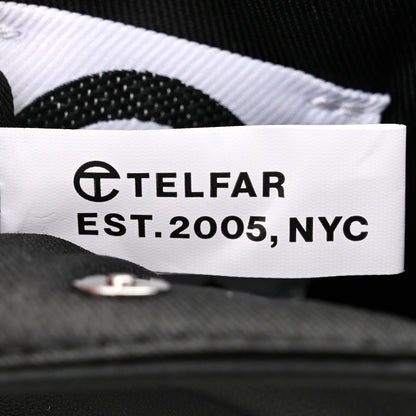 TELFAR
EST. 2005, NYC